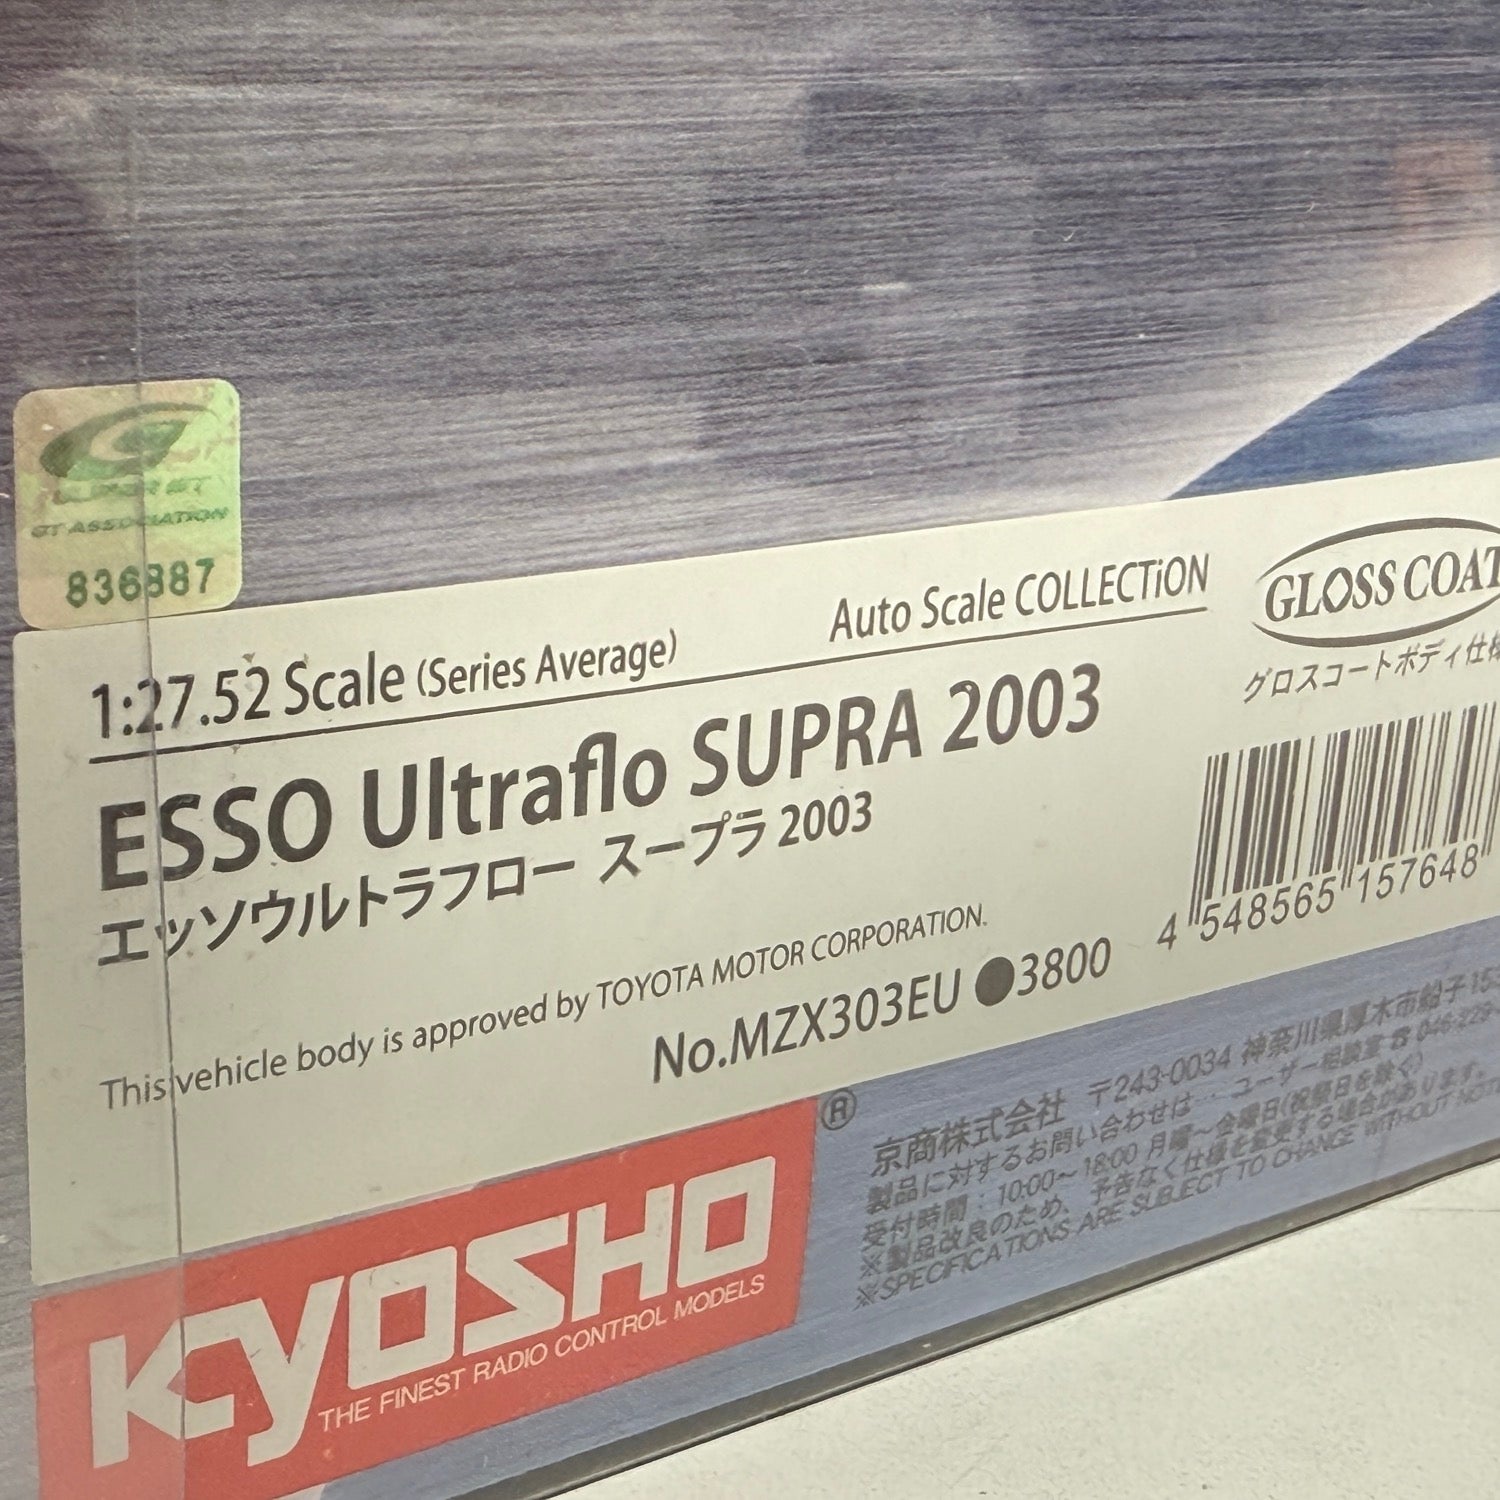 SUPER GT
GT ASSOCIATION
836887
1:27.52 Scale (Series Average)
Auto Scale COLLECTiON
GLOSS COAT
グロスコートボディ仕様
ESSO Ultraflo SUPRA 2003
エッソウルトラフロー スープラ 2003
This vehicle body is approved by TOYOTA MOTOR CORPORATION.
No.MZX303EU ●3800
4 548565 157648
KYOSHO ®
THE FINEST RADIO CONTROL MODELS
京商株式会社 〒243-0034 神奈川県厚木市船子153
製品に対するお問い合わせは・・ユーザー相談室 ☎ 046-229-
受付時間：10:00～18:00 月曜～金曜日(祝祭日を除く)
※製品改良のため、予告なく仕様を変更する場合があります。
※SPECIFICATIONS ARE SUBJECT TO CHANGE WITHOUT